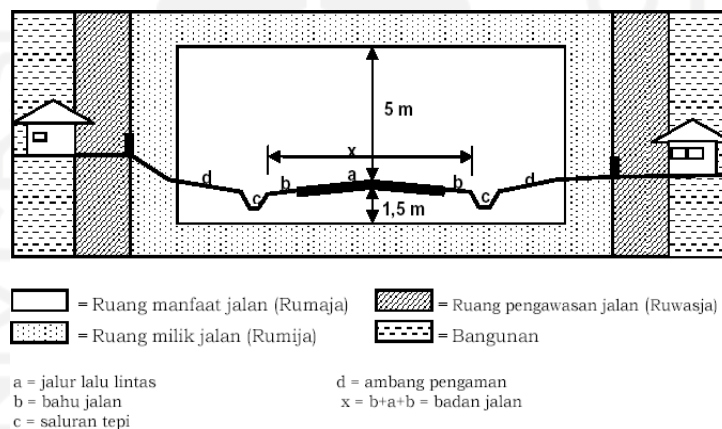 5 m
x
a
d
b
b
d
c
c
1,5 m
= Ruang manfaat jalan (Rumaja)
= Ruang pengawasan jalan (Ruwasja)
= Ruang milik jalan (Rumija)
= Bangunan
a = jalur lalu lintas
d = ambang pengaman
b = bahu jalan
x = b+a+b = badan jalan
c = saluran tepi